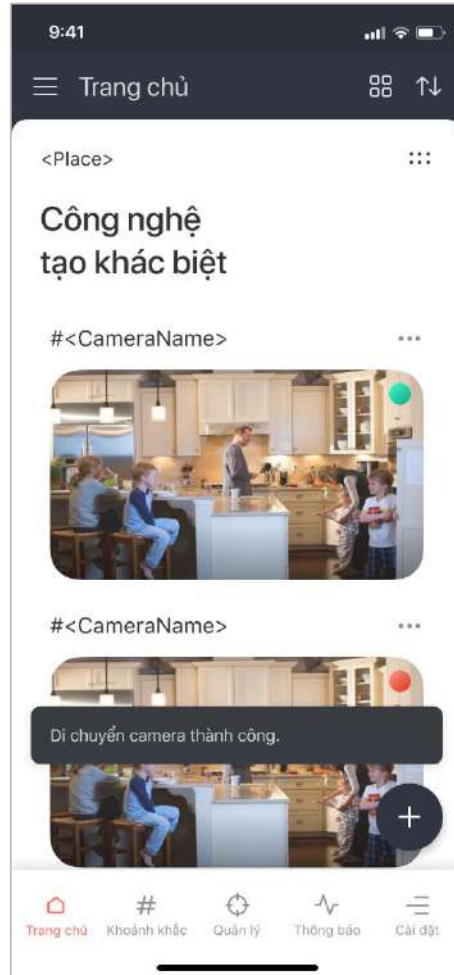 9:41
Trang chủ
<Place>
Công nghệ
tạo khác biệt
#<CameraName>
#<CameraName>
Di chuyển camera thành công.
Trang chủ Khoảnh khắc Quản lý Thông báo Cài đặt